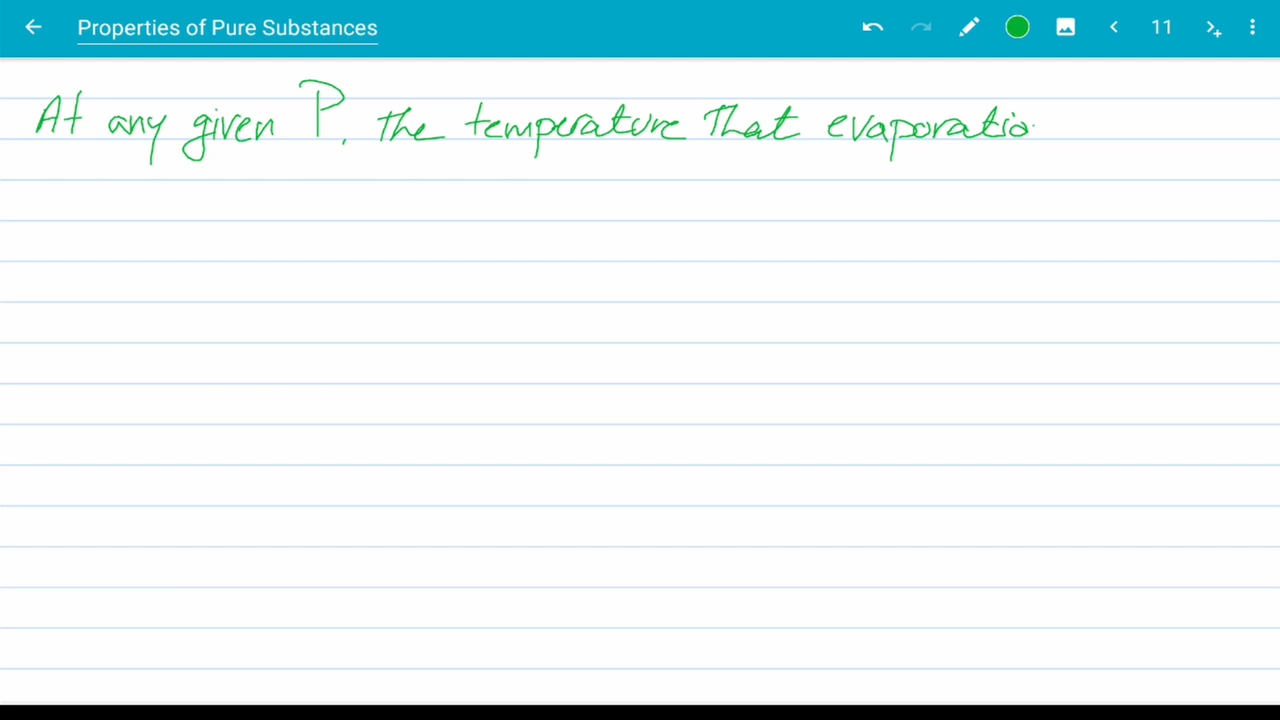 Properties of Pure Substances
11
At any given P, the temperature that evaporatio